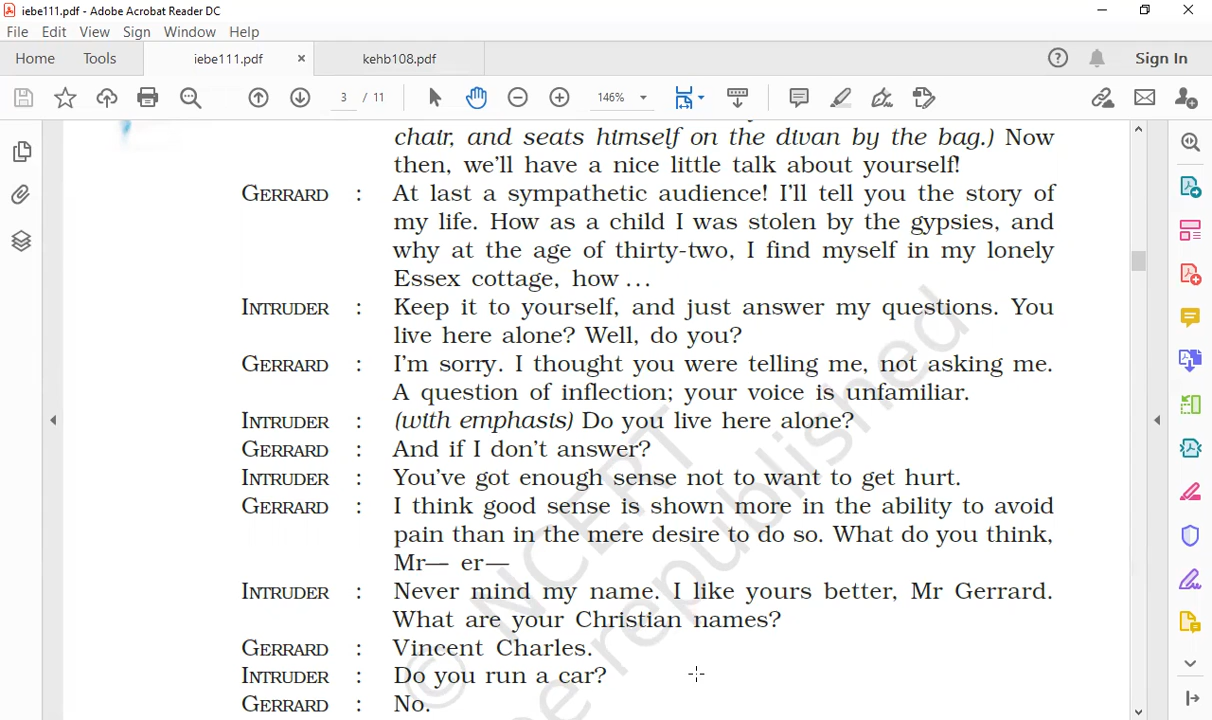 iebe111.pdf - Adobe Acrobat Reader DC
File Edit View Sign Window Help
Home Tools iebe111.pdf × kehb108.pdf Sign In
3 / 11 146%
chair, and seats himself on the divan by the bag.) Now
then, we'll have a nice little talk about yourself!
GERRARD : At last a sympathetic audience! I'll tell you the story of
my life. How as a child I was stolen by the gypsies, and
why at the age of thirty-two, I find myself in my lonely
Essex cottage, how ...
INTRUDER : Keep it to yourself, and just answer my questions. You
live here alone? Well, do you?
GERRARD : I'm sorry. I thought you were telling me, not asking me.
A question of inflection; your voice is unfamiliar.
INTRUDER : (with emphasis) Do you live here alone?
GERRARD : And if I don't answer?
INTRUDER : You've got enough sense not to want to get hurt.
GERRARD : I think good sense is shown more in the ability to avoid
pain than in the mere desire to do so. What do you think,
Mr— er—
INTRUDER : Never mind my name. I like yours better, Mr Gerrard.
What are your Christian names?
GERRARD : Vincent Charles.
INTRUDER : Do you run a car?
GERRARD : No.
© NCERT
be republished